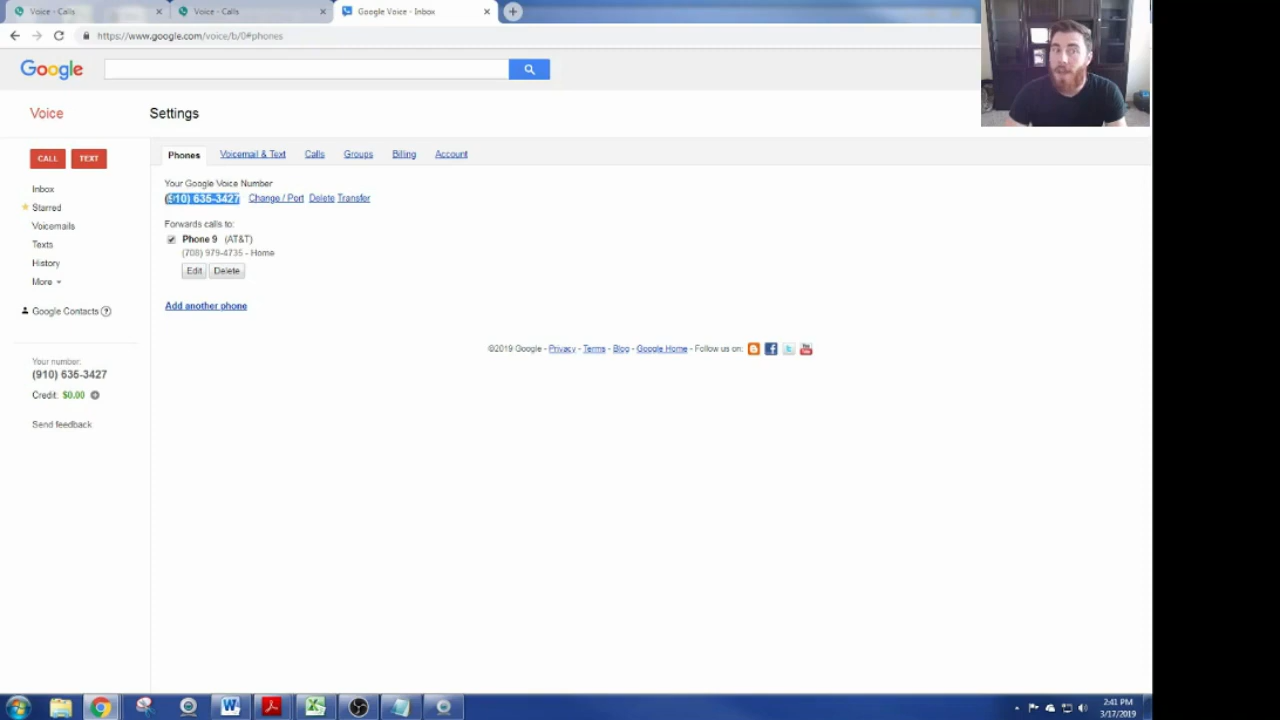 Voice - Calls
Voice - Calls
Google Voice - Inbox
https://www.google.com/voice/b/0#phones
Google
Voice
Settings
CALL
TEXT
Phones
Voicemail & Text
Calls
Groups
Billing
Account
Inbox
Starred
Voicemails
Texts
History
More
Google Contacts ?
Your number:
(910) 635-3427
Credit: $0.00
Send feedback
Your Google Voice Number
(910) 635-3427 Change / Port Delete Transfer
Forwards calls to:
Phone 9 (AT&T)
(708) 979-4735 - Home
Edit Delete
Add another phone
©2019 Google - Privacy - Terms - Blog - Google Home - Follow us on:
You
Tube
2:41 PM
3/17/2019